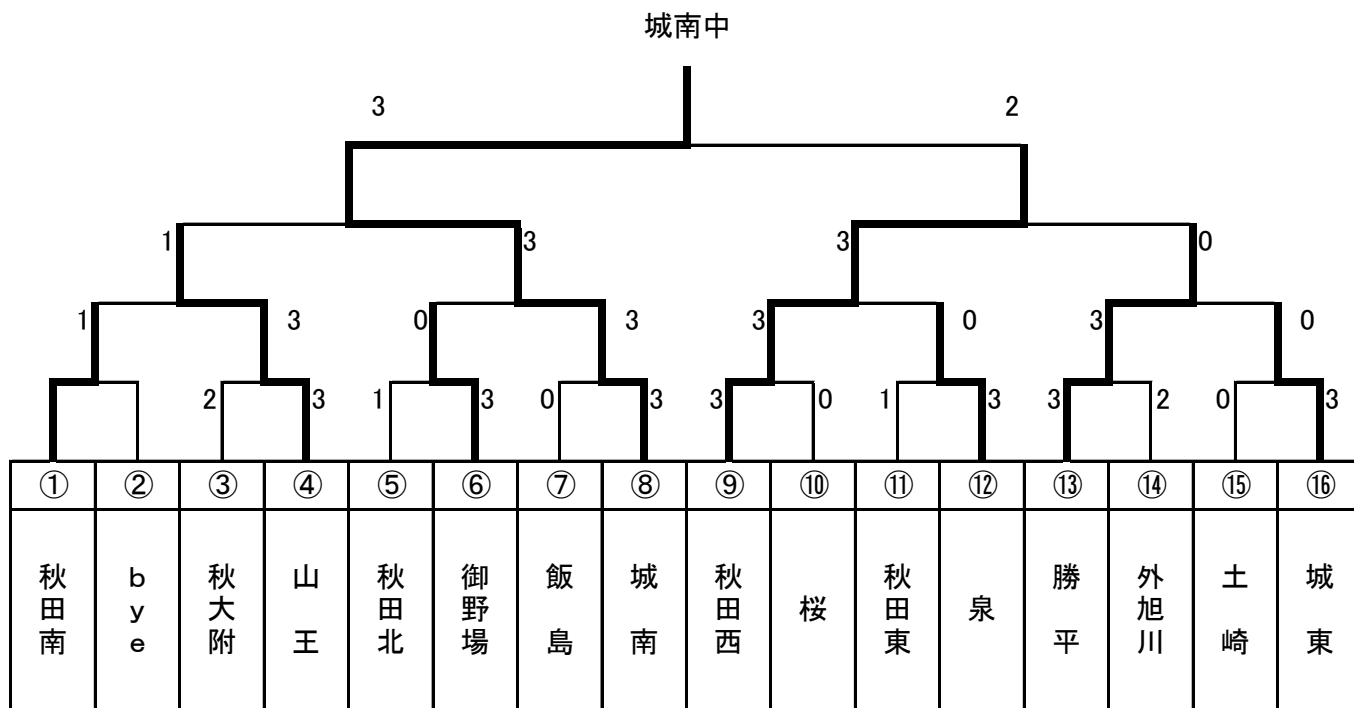 城南中
3 2
1 3 3 0
1 3 0 3 3 0 3 0
2 3 1 3 0 3 3 0 1 3 3 2 0 3
① ② ③ ④ ⑤ ⑥ ⑦ ⑧ ⑨ ⑩ ⑪ ⑫ ⑬ ⑭ ⑮ ⑯
秋田南
bye
秋大附
山王
秋田北
御野場
飯島
城南
秋田西
桜
秋田東
泉
勝平
外旭川
土崎
城東